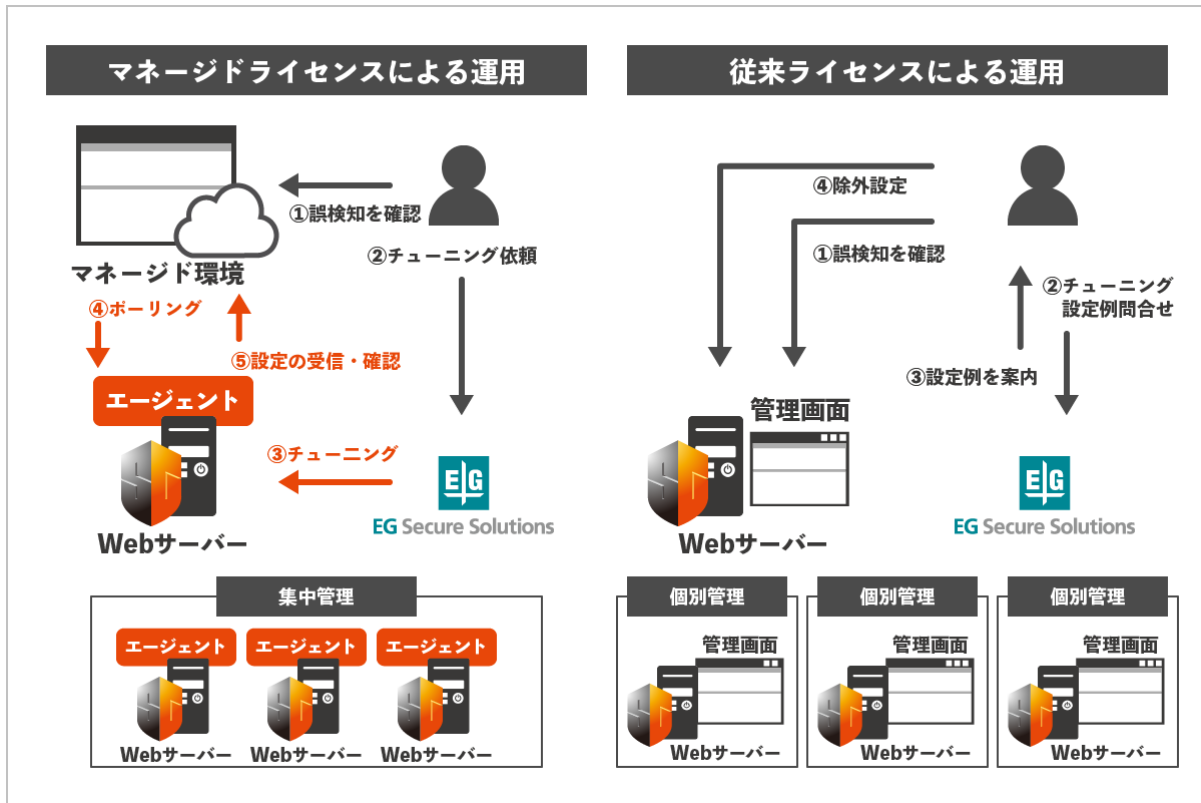 マネージドライセンスによる運用
①誤検知を確認
②チューニング依頼
マネージド環境
④ポーリング
⑤設定の受信・確認
エージェント
③チューニング
Webサーバー
EG
EG Secure Solutions
集中管理
エージェント
Webサーバー
エージェント
Webサーバー
エージェント
Webサーバー
従来ライセンスによる運用
④除外設定
①誤検知を確認
②チューニング
設定例問合せ
③設定例を案内
管理画面
Webサーバー
EG
EG Secure Solutions
個別管理
管理画面
Webサーバー
個別管理
管理画面
Webサーバー
個別管理
管理画面
Webサーバー